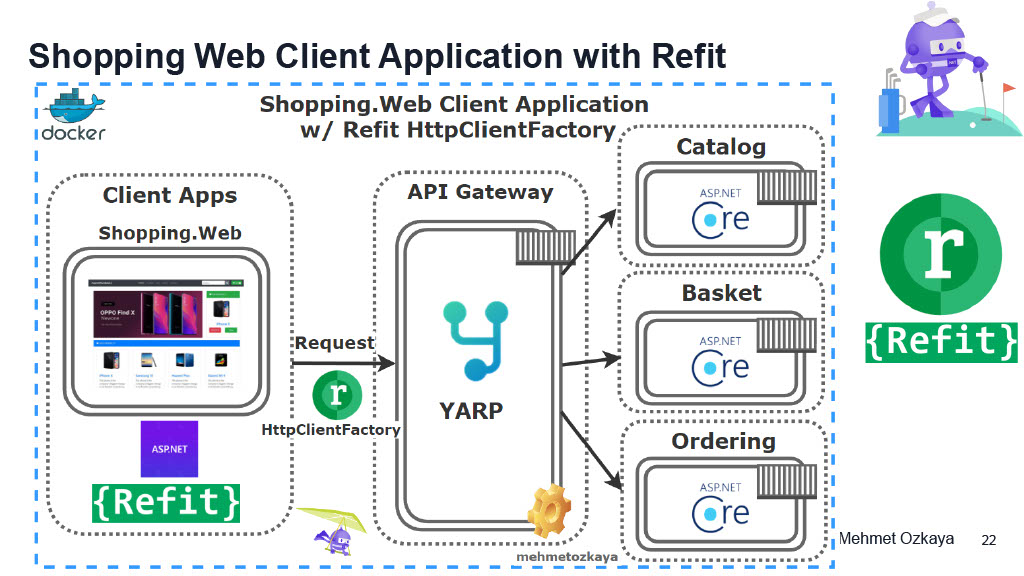 Shopping Web Client Application with Refit
docker
Shopping.Web Client Application
w/ Refit HttpClientFactory
Client Apps
Shopping.Web
OPPO Find X
ASP.NET
{Refit}
Request
r
HttpClientFactory
API Gateway
YARP
mehmetozkaya
Catalog
ASP.NET
Core
Basket
ASP.NET
Core
Ordering
ASP.NET
Core
r
{Refit}
Mehmet Ozkaya
22